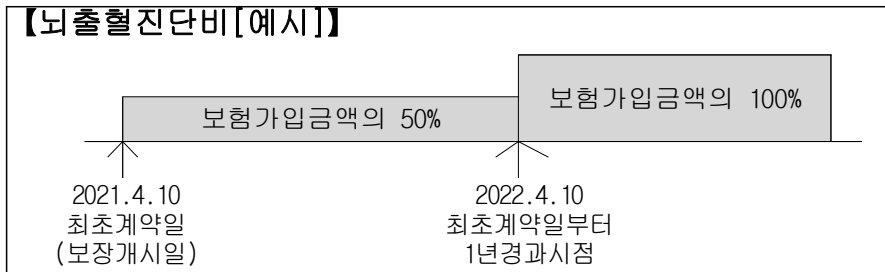 【뇌출혈진단비[예시]】
보험가입금액의 50%
보험가입금액의 100%
2021.4.10
최초계약일
(보장개시일)
2022.4.10
최초계약일부터
1년경과시점